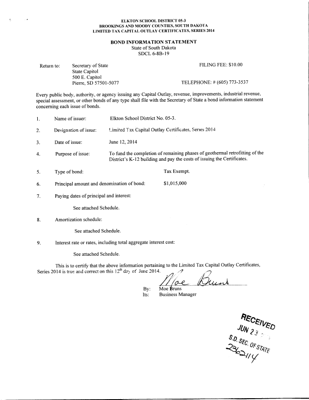 ELKTON SCHOOL DISTRICT 05-3
BROOKINGS AND MOODY COUNTIES, SOUTH DAKOTA
LIMITED TAX CAPITAL OUTLAY CERTIFICATES, SERIES 2014
BOND INFORMATION STATEMENT
State of South Dakota
SDCL 6-8B-19
Return to: Secretary of State FILING FEE: $10.00
State Capitol
500 E. Capitol
Pierre, SD 57501-5077 TELEPHONE: # (605) 773-3537
Every public body, authority, or agency issuing any Capital Outlay, revenue, improvements, industrial revenue,
special assessment, or other bonds of any type shall file with the Secretary of State a bond information statement
concerning each issue of bonds.
1. Name of issuer: Elkton School District No. 05-3.
2. Designation of issue: Limited Tax Capital Outlay Certificates, Series 2014
3. Date of issue: June 12, 2014
4. Purpose of issue: To fund the completion of remaining phases of geothermal retrofitting of the
District's K-12 building and pay the costs of issuing the Certificates.
5. Type of bond: Tax Exempt.
6. Principal amount and denomination of bond: $1,015,000
7. Paying dates of principal and interest:
See attached Schedule.
8. Amortization schedule:
See attached Schedule.
9. Interest rate or rates, including total aggregate interest cost:
See attached Schedule.
This is to certify that the above information pertaining to the Limited Tax Capital Outlay Certificates,
Series 2014 is true and correct on this 12th day of June 2014.
Moe Bruns
By: Moe Bruns
Its: Business Manager
RECEIVED
JUN 23
S.D. SEC. OF STATE